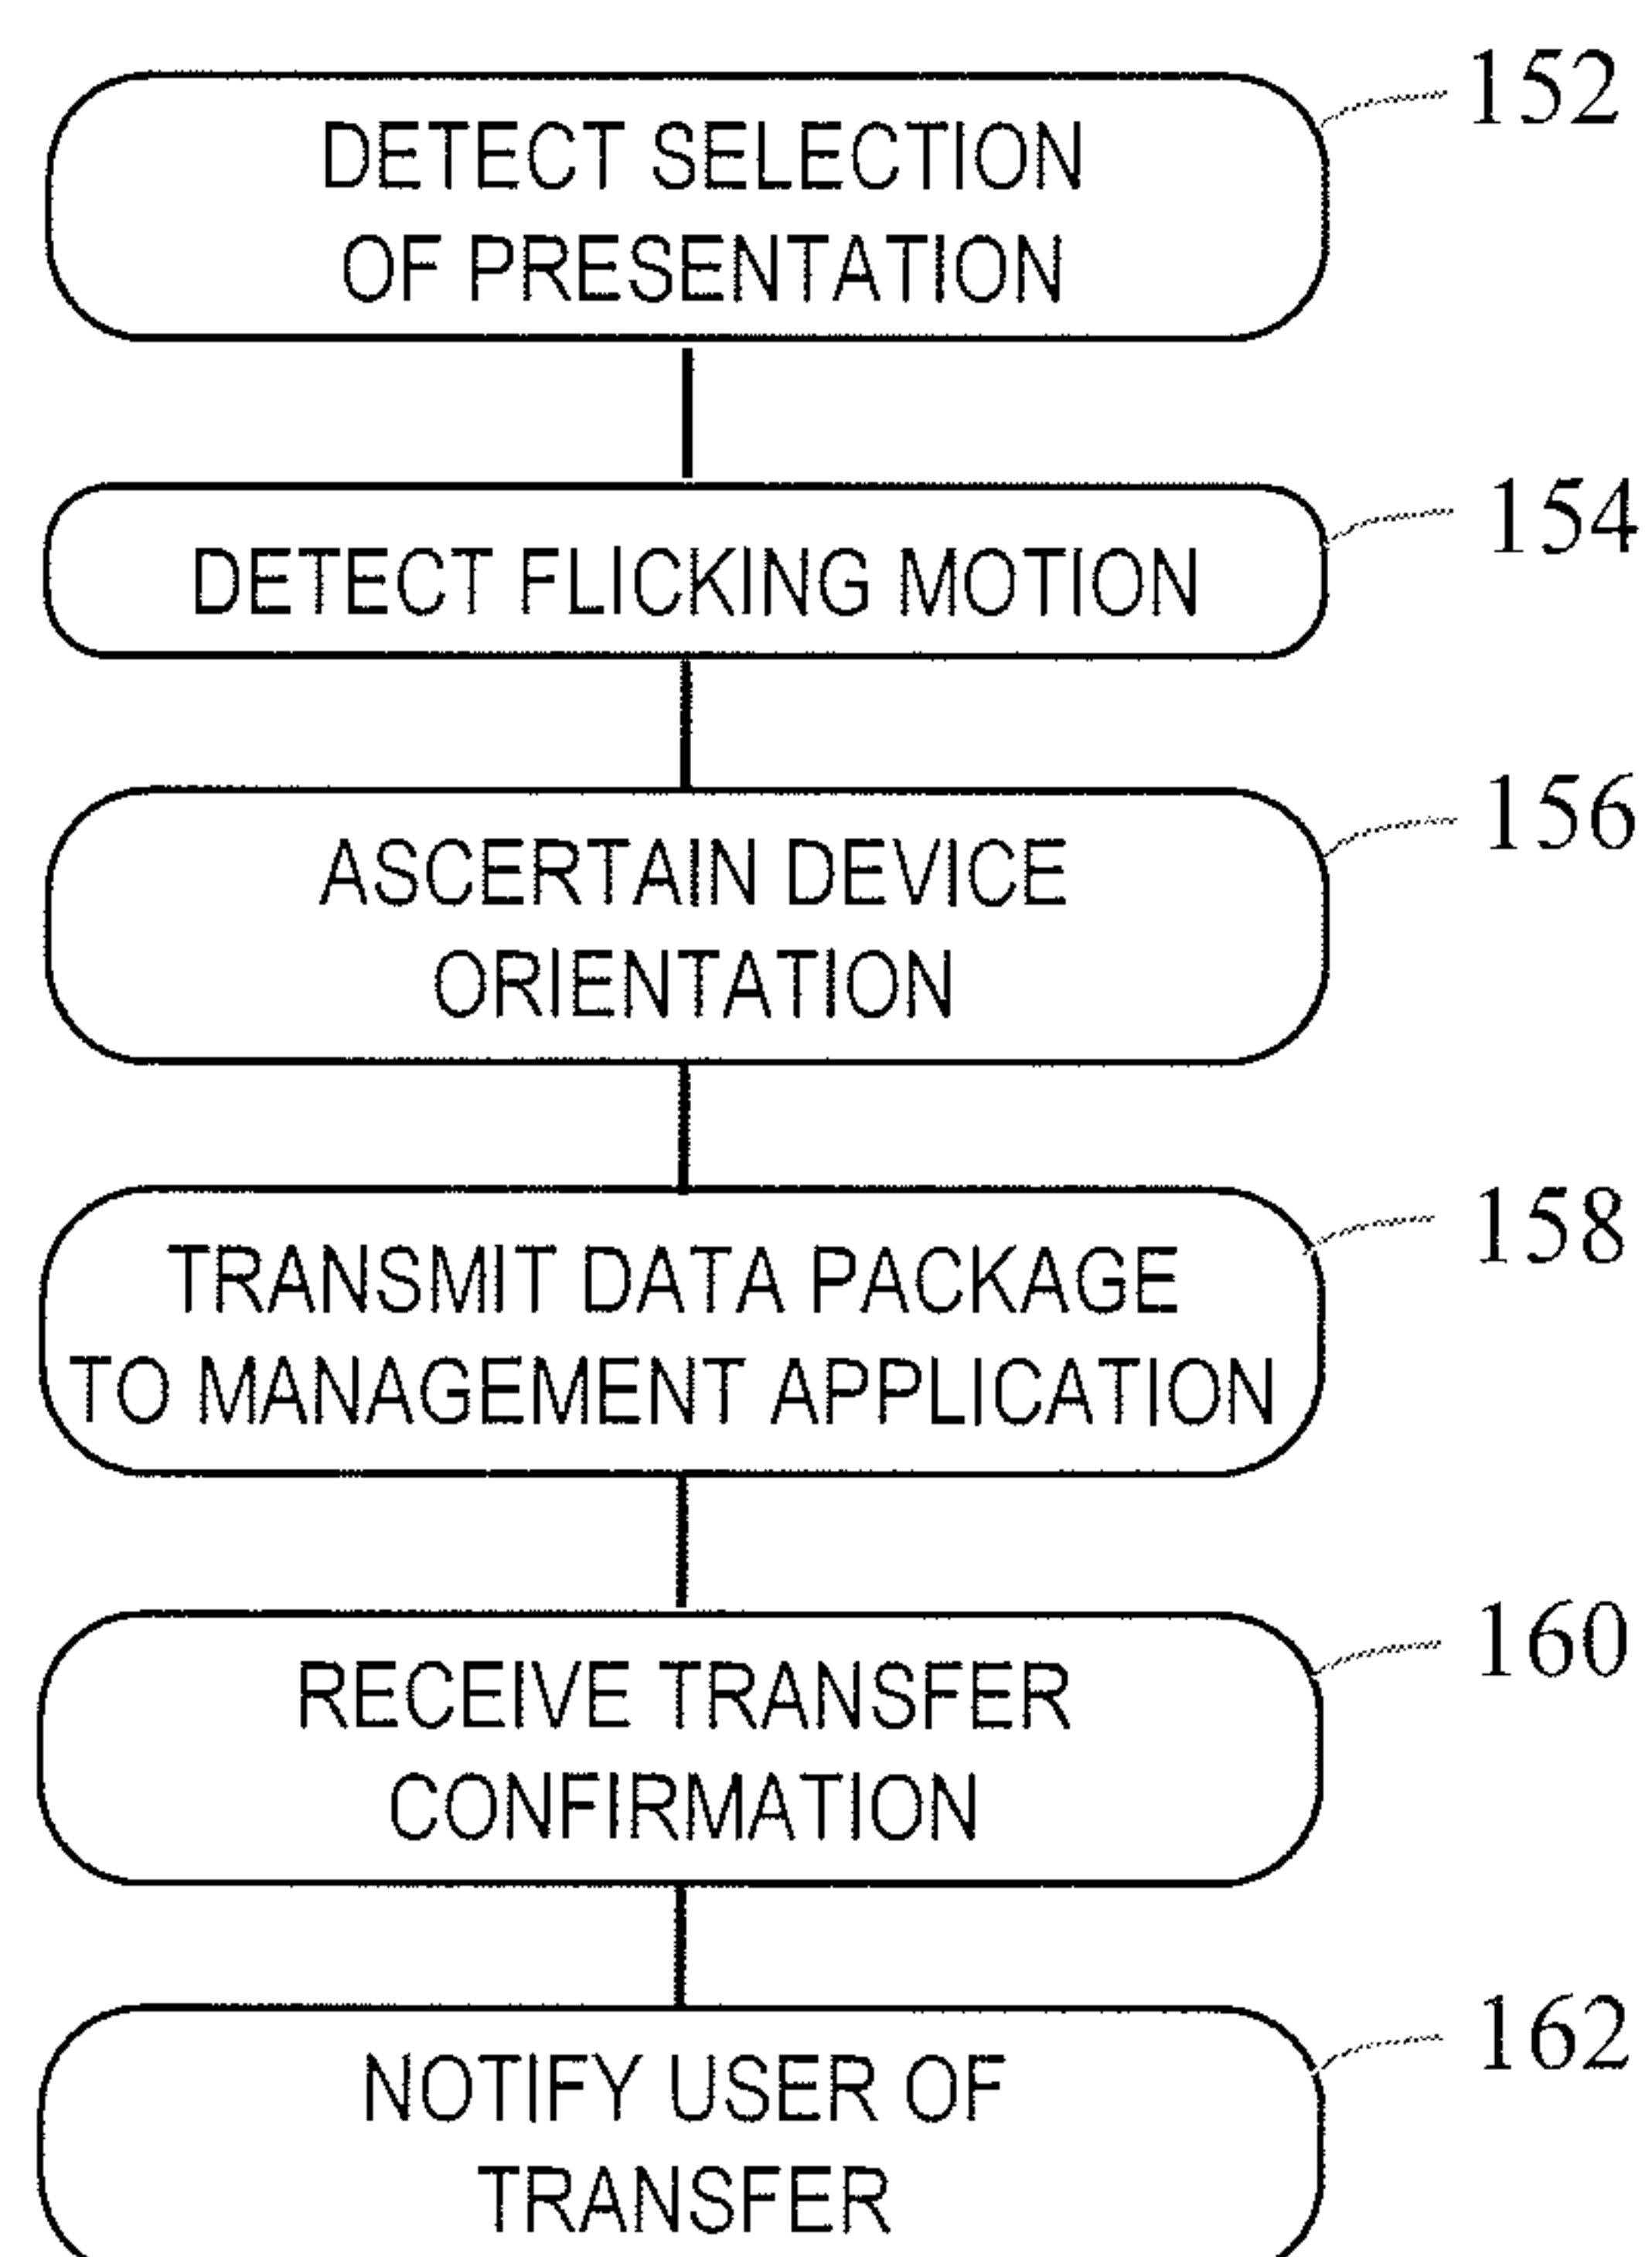 152
DETECT SELECTION
OF PRESENTATION
154
DETECT FLICKING MOTION
156
ASCERTAIN DEVICE
ORIENTATION
158
TRANSMIT DATA PACKAGE
TO MANAGEMENT APPLICATION
160
RECEIVE TRANSFER
CONFIRMATION
162
NOTIFY USER OF
TRANSFER